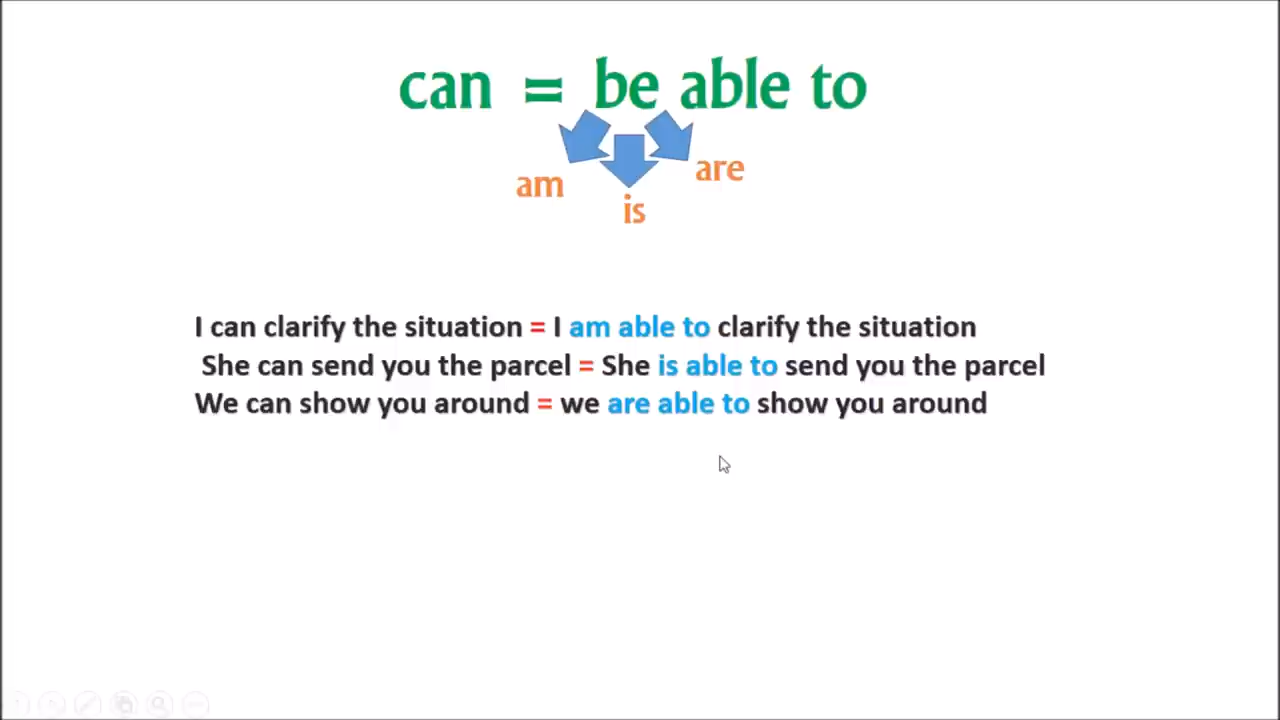 can = be able to
am
is
are
I can clarify the situation = I am able to clarify the situation
She can send you the parcel = She is able to send you the parcel
We can show you around = we are able to show you around